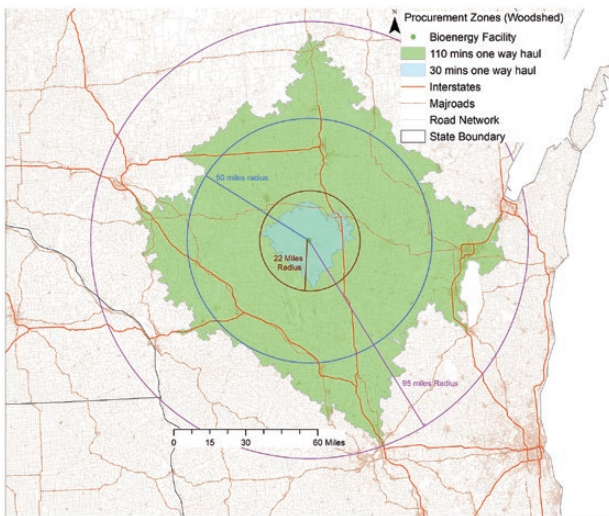 N
Procurement Zones (Woodshed)
Bioenergy Facility
110 mins one way haul
30 mins one way haul
Interstates
Majroads
Road Network
State Boundary
50 miles radius
22 Miles
Radius
95 miles Radius
0 15 30 60 Miles